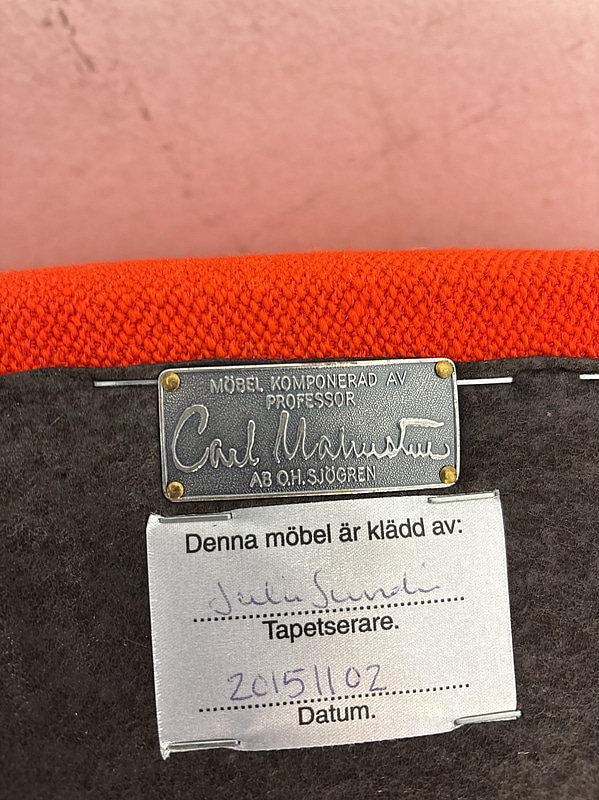 MÖBEL KOMPONERAD AV
PROFESSOR
Carl Malmsten
AB O.H. SJÖGREN
Denna möbel är klädd av:
Tapetserare.
20151102
Datum.